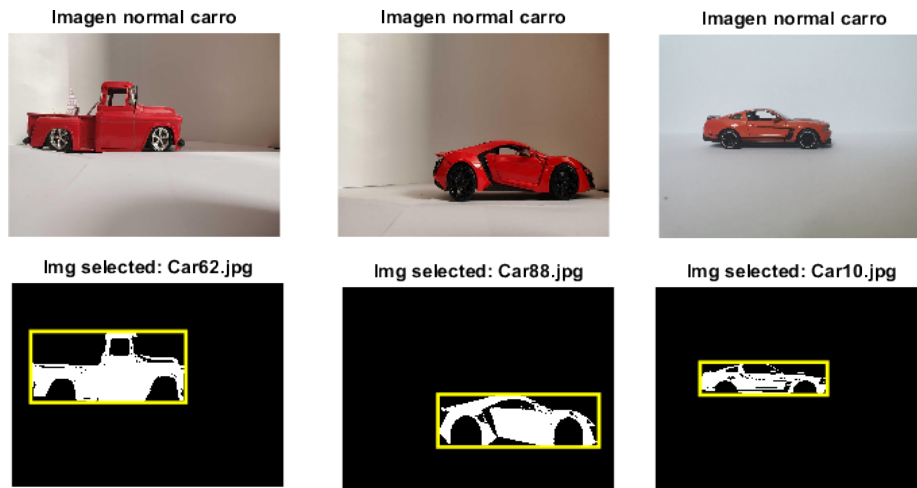 Imagen normal carro
Imagen normal carro
Imagen normal carro
Img selected: Car62.jpg
Img selected: Car88.jpg
Img selected: Car10.jpg